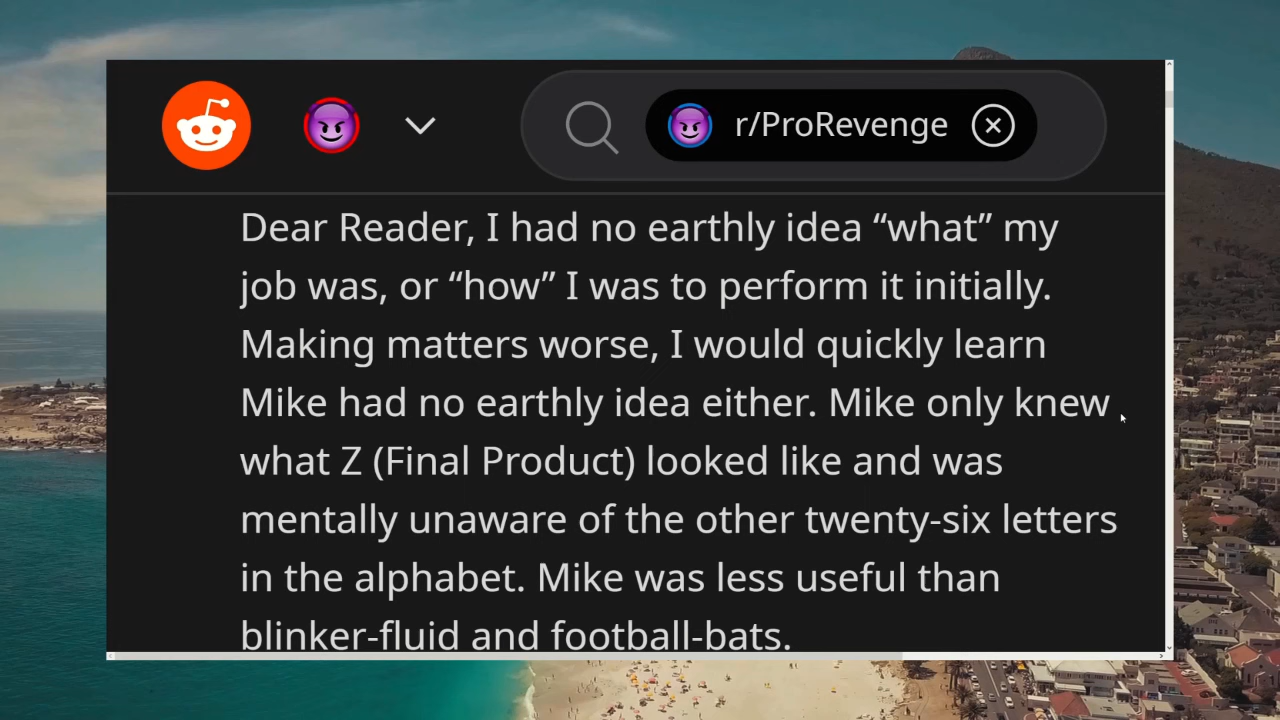 r/ProRevenge
Dear Reader, I had no earthly idea “what” my
job was, or “how” I was to perform it initially.
Making matters worse, I would quickly learn
Mike had no earthly idea either. Mike only knew
what Z (Final Product) looked like and was
mentally unaware of the other twenty-six letters
in the alphabet. Mike was less useful than
blinker-fluid and football-bats.